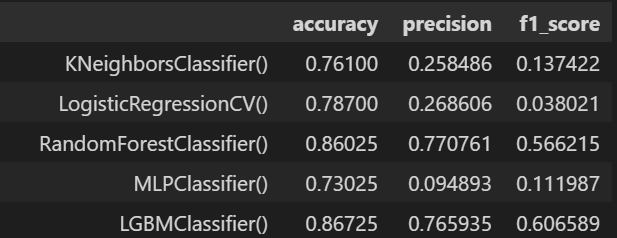 accuracy precision f1_score
KNeighborsClassifier() 0.76100 0.258486 0.137422
LogisticRegressionCV() 0.78700 0.268606 0.038021
RandomForestClassifier() 0.86025 0.770761 0.566215
MLPClassifier() 0.73025 0.094893 0.111987
LGBMClassifier() 0.86725 0.765935 0.606589